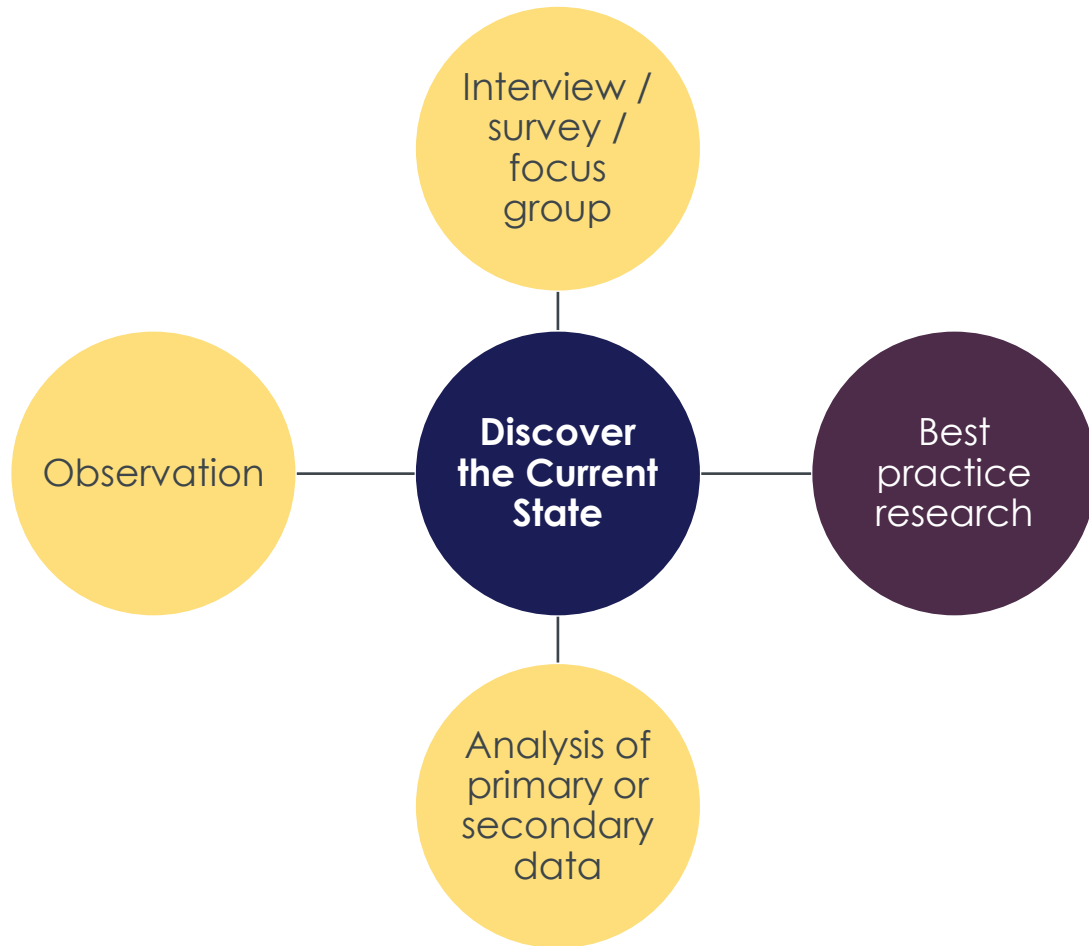 Interview /
survey /
focus
group
Observation
Discover
the Current
State
Best
practice
research
Analysis of
primary or
secondary
data